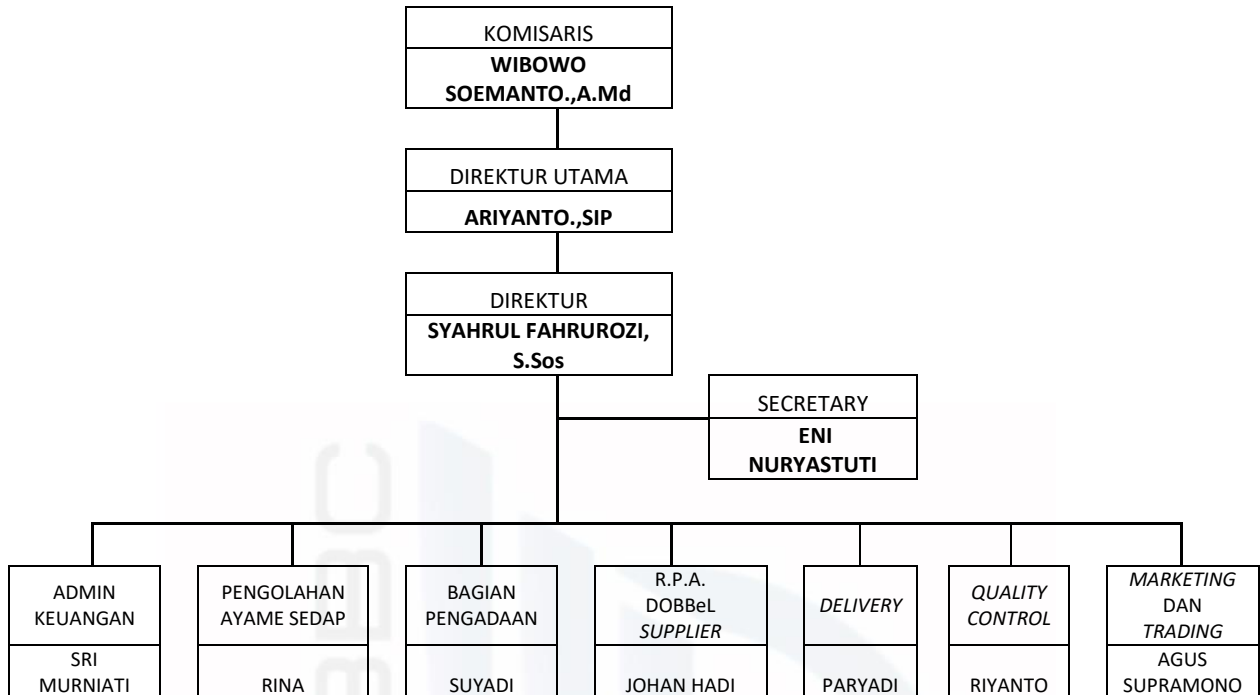 KOMISARIS
WIBOWO
SOEMANTO.,A.Md
DIREKTUR UTAMA
ARIYANTO.,SIP
DIREKTUR
SYAHRUL FAHRUROZI,
S.Sos
SECRETARY
ENI
NURYASTUTI
ADMIN
KEUANGAN
SRI
MURNIATI
PENGOLAHAN
AYAME SEDAP
RINA
BAGIAN
PENGADAAN
SUYADI
R.P.A.
DOBBeL
SUPPLIER
JOHAN HADI
DELIVERY
PARYADI
QUALITY
CONTROL
RIYANTO
MARKETING
DAN
TRADING
AGUS
SUPRAMONO